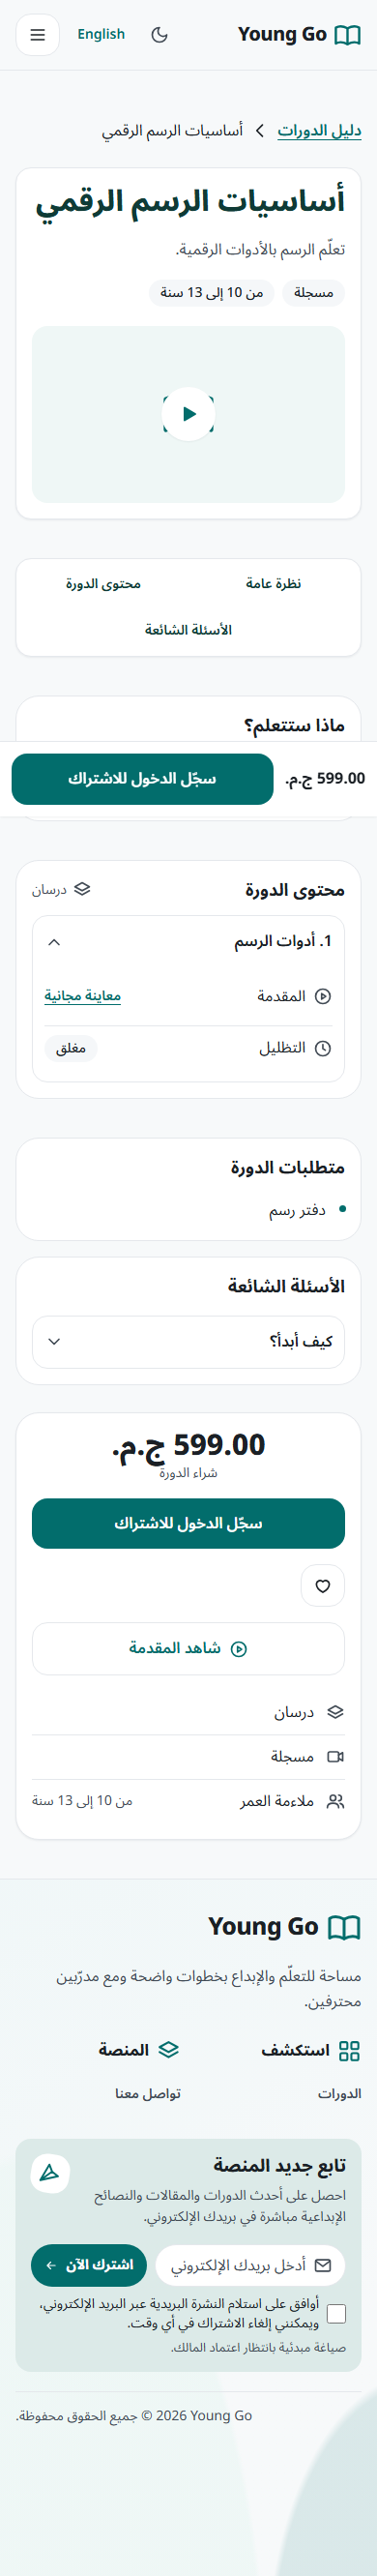 Young Go
English
دليل الدورات
أساسيات الرسم الرقمي
أساسيات الرسم الرقمي
تعلّم الرسم بالأدوات الرقمية.
مسجلة
من 10 إلى 13 سنة
نظرة عامة
محتوى الدورة
الأسئلة الشائعة
ماذا ستتعلم؟
599.00 ج.م.
سجّل الدخول للاشتراك
محتوى الدورة
درسان
1. أدوات الرسم
المقدمة
معاينة مجانية
التظليل
مغلق
متطلبات الدورة
دفتر رسم
الأسئلة الشائعة
كيف أبدأ؟
599.00 ج.م.
شراء الدورة
سجّل الدخول للاشتراك
شاهد المقدمة
درسان
مسجلة
ملاءمة العمر
من 10 إلى 13 سنة
Young Go
مساحة للتعلّم والإبداع بخطوات واضحة ومع مدرّبين
محترفين.
استكشف
المنصة
الدورات
تواصل معنا
تابع جديد المنصة
احصل على أحدث الدورات والمقالات والنصائح
الإبداعية مباشرة في بريدك الإلكتروني.
أدخل بريدك الإلكتروني
اشترك الآن
أوافق على استلام النشرة البريدية عبر البريد الإلكتروني،
ويمكنني إلغاء الاشتراك في أي وقت.
صياغة مبدئية بانتظار اعتماد المالك.
Young Go 2026 © جميع الحقوق محفوظة.